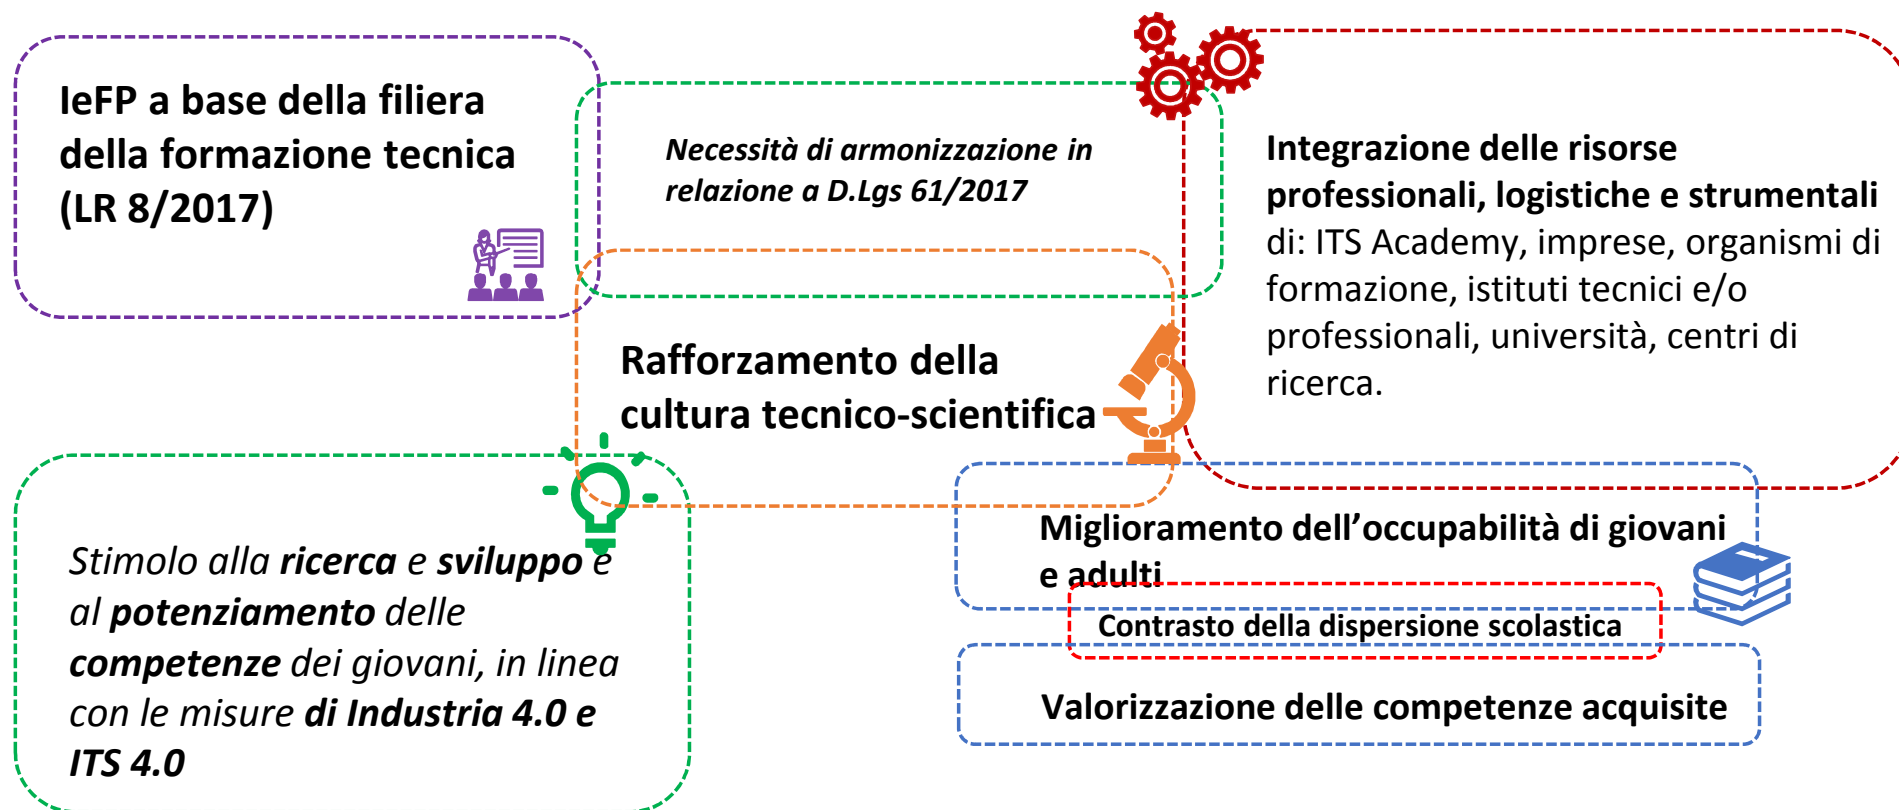 IeFP a base della filiera
della formazione tecnica
(LR 8/2017)
Necessità di armonizzazione in
relazione a D.Lgs 61/2017
Integrazione delle risorse
professionali, logistiche e strumentali
di: ITS Academy, imprese, organismi di
formazione, istituti tecnici e/o
professionali, università, centri di
ricerca.
Rafforzamento della
cultura tecnico-scientifica
Stimolo alla ricerca e sviluppo e
al potenziamento delle
competenze dei giovani, in linea
con le misure di Industria 4.0 e
ITS 4.0
Miglioramento dell’occupabilità di giovani
e adulti
Contrasto della dispersione scolastica
Valorizzazione delle competenze acquisite